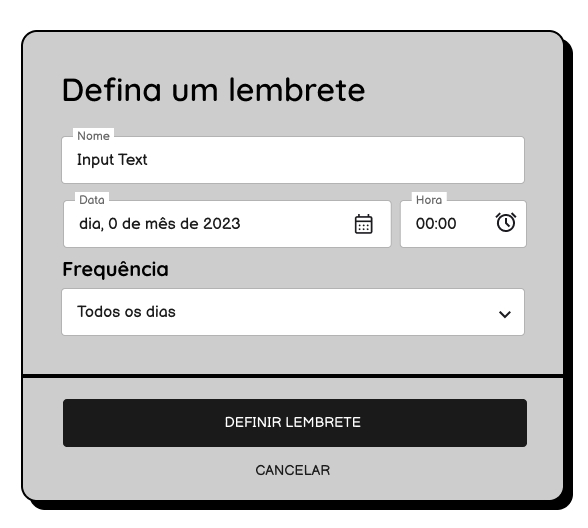 Defina um lembrete
Nome
Input Text
Data
dia, 0 de mês de 2023
Hora
00:00
Frequência
Todos os dias
DEFINIR LEMBRETE
CANCELAR